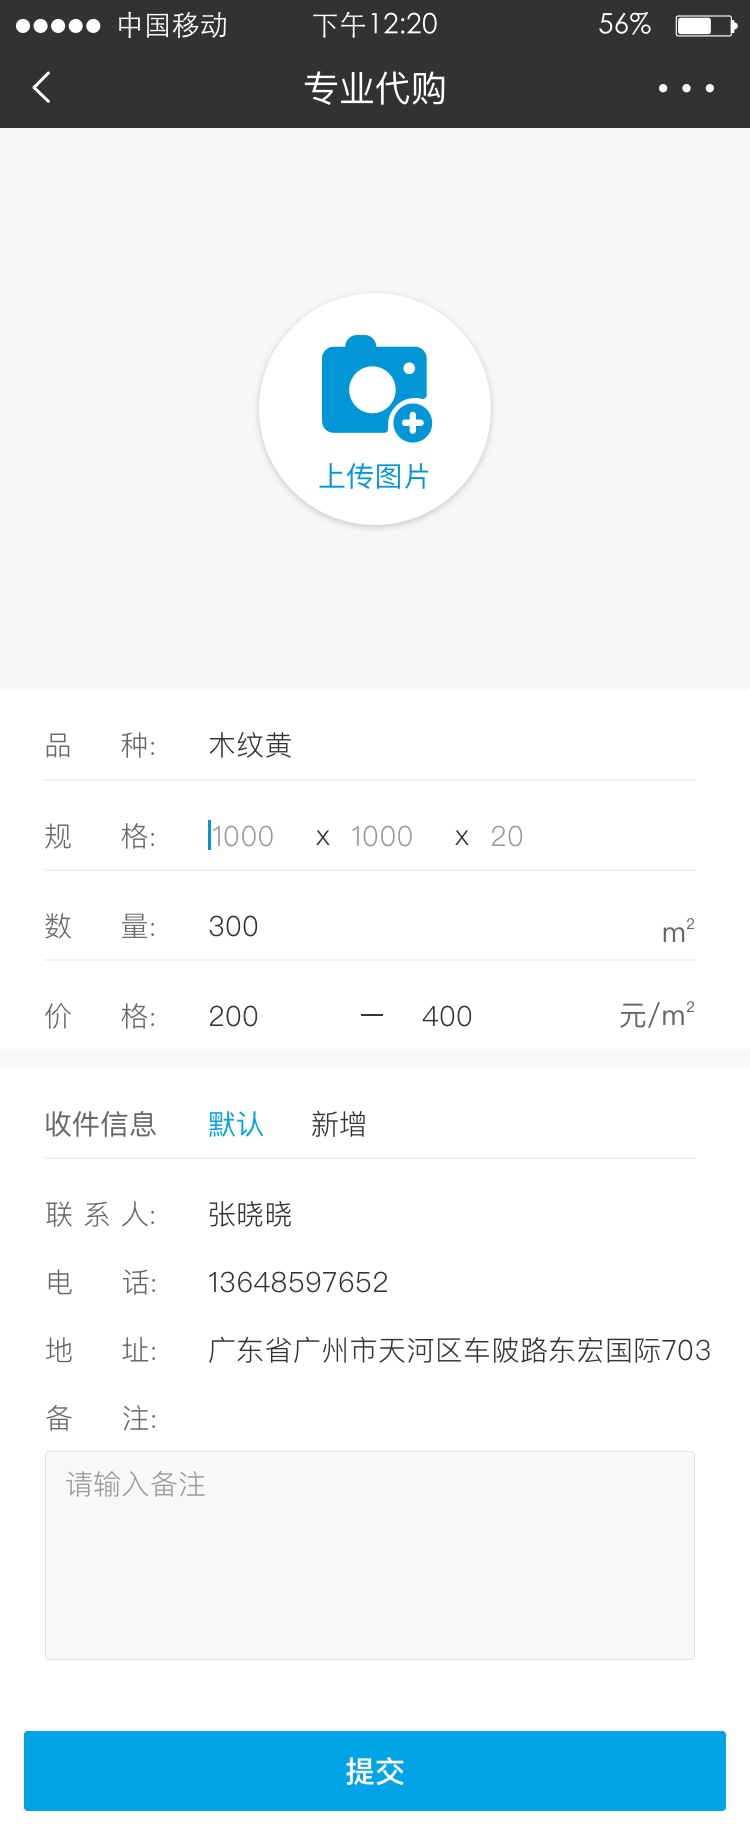 中国移动 下午12:20 56%
专业代购
上传图片
品 种: 木纹黄
规 格: 1000 x 1000 x 20
数 量: 300 m²
价 格: 200 — 400 元/m²
收件信息 默认 新增
联 系 人: 张晓晓
电 话: 13648597652
地 址: 广东省广州市天河区车陂路东宏国际703
备 注:
请输入备注
提交